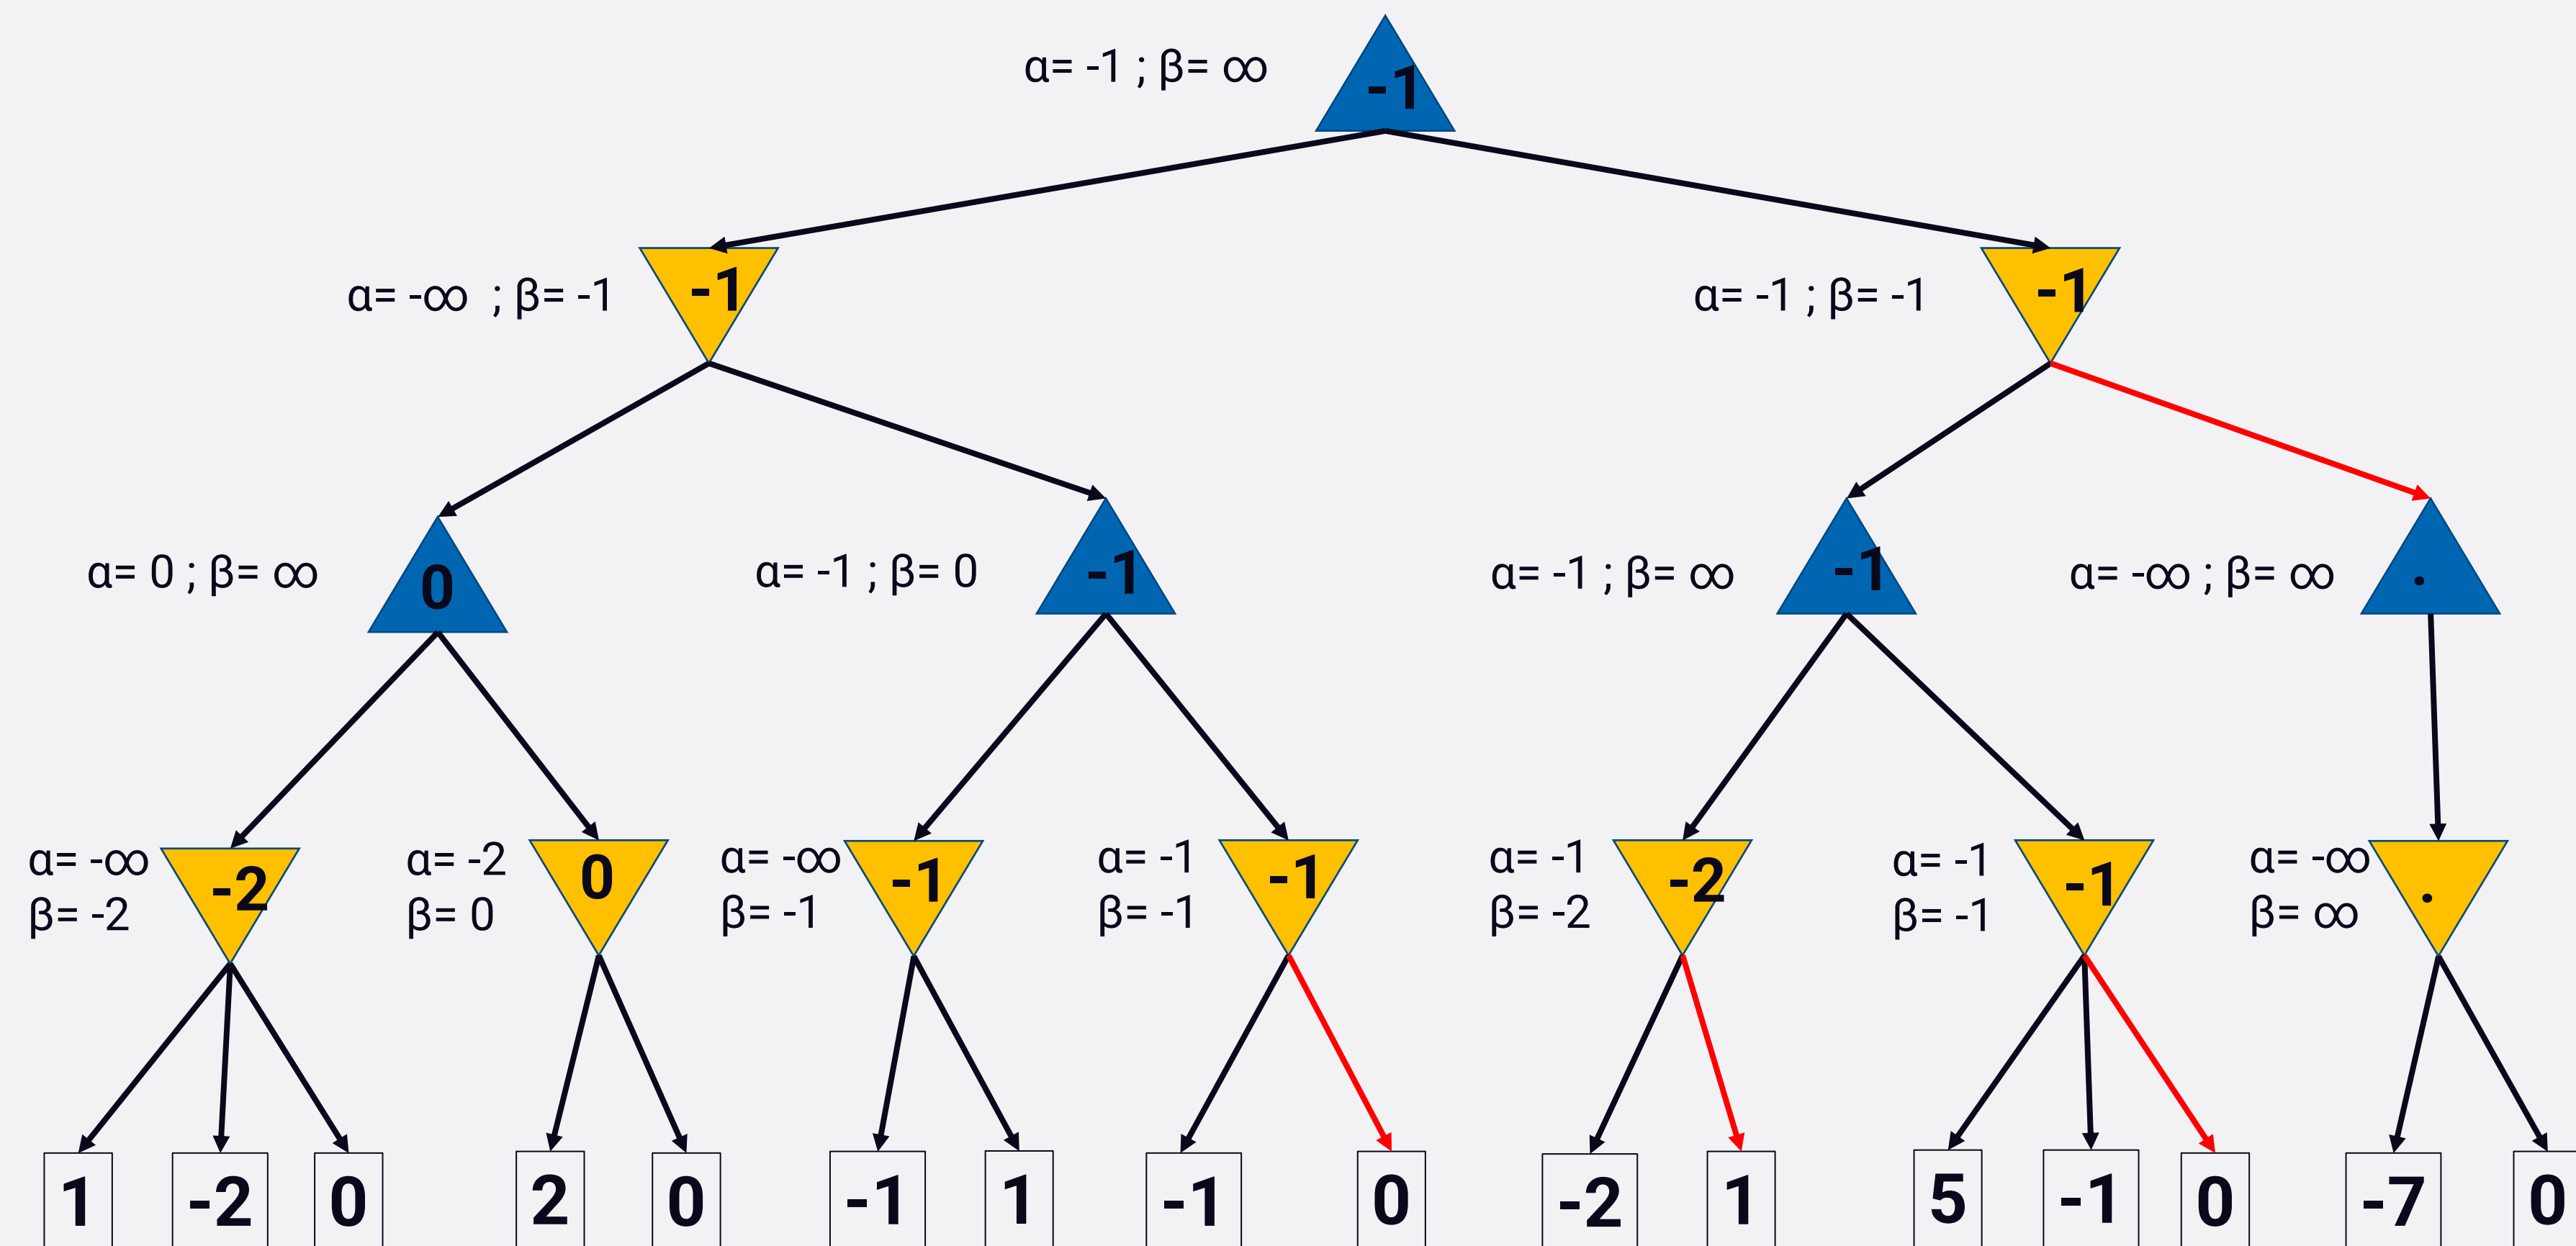 α= -1 ; β= ∞
-1
α= -∞ ; β= -1
-1
α= -1 ; β= -1
-1
α= 0 ; β= ∞
0
α= -1 ; β= 0
-1
α= -1 ; β= ∞
-1
α= -∞ ; β= ∞
.
α= -∞
β= -2
-2
α= -2
β= 0
0
α= -∞
β= -1
-1
α= -1
β= -1
-1
α= -1
β= -2
-2
α= -1
β= -1
-1
α= -∞
β= ∞
.
1
-2
0
2
0
-1
1
-1
0
-2
1
5
-1
0
-7
0